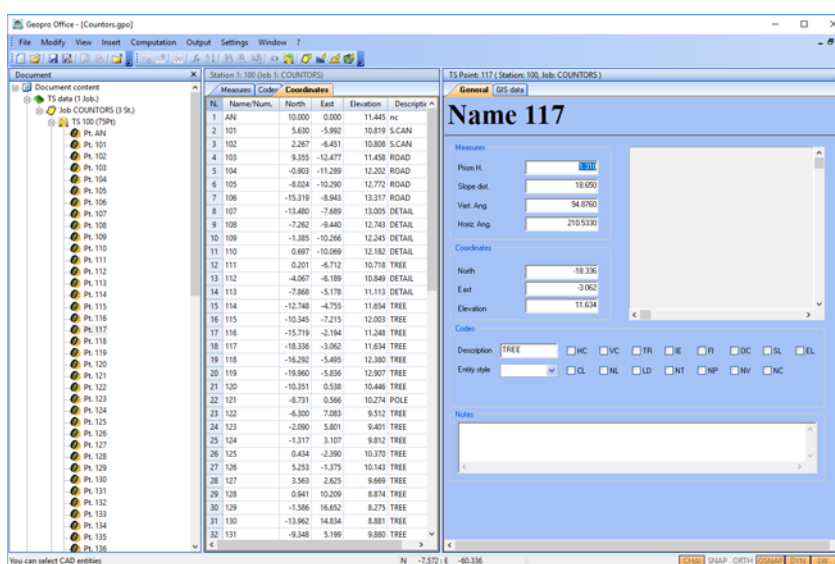 Geopro Office - [Countors.gpo]
File Modify View Insert Computation Output Settings Window ?
Document
Document content
TS data (1 Job.)
Job COUNTORS (3 St.)
TS 100 (75Pt)
Pt. AN
Pt. 101
Pt. 102
Pt. 103
Pt. 104
Pt. 105
Pt. 106
Pt. 107
Pt. 108
Pt. 109
Pt. 110
Pt. 111
Pt. 112
Pt. 113
Pt. 114
Pt. 115
Pt. 116
Pt. 117
Pt. 118
Pt. 119
Pt. 120
Pt. 121
Pt. 122
Pt. 123
Pt. 124
Pt. 125
Pt. 126
Pt. 127
Pt. 128
Pt. 129
Pt. 130
Pt. 131
Pt. 132
Pt. 133
Pt. 134
Pt. 135
Pt. 136
Station 1: 100 (Job 1: COUNTORS)
Measures Codes Coordinates
N. Name/Num. North East Elevation Descriptic
1 AN 10.000 0.000 11.445 nc
2 101 5.630 -5.992 10.819 S.CAN
3 102 2.267 -6.451 10.808 S.CAN
4 103 9.355 -12.477 11.458 ROAD
5 104 -0.903 -11.289 12.202 ROAD
6 105 -8.024 -10.290 12.772 ROAD
7 106 -15.319 -8.943 13.317 ROAD
8 107 -13.480 -7.689 13.005 DETAIL
9 108 -7.262 -9.440 12.743 DETAIL
10 109 -1.385 -10.266 12.245 DETAIL
11 110 0.697 -10.069 12.182 DETAIL
12 111 0.201 -6.712 10.718 TREE
13 112 -4.067 -6.189 10.849 DETAIL
14 113 -7.868 -5.178 11.113 DETAIL
15 114 -12.748 -4.755 11.654 TREE
16 115 -10.345 -7.215 12.003 TREE
17 116 -15.719 -2.194 11.248 TREE
18 117 -18.336 -3.062 11.634 TREE
19 118 -16.292 -5.495 12.380 TREE
20 119 -19.960 -5.836 12.907 TREE
21 120 -10.351 0.538 10.446 TREE
22 121 -8.731 0.566 10.274 POLE
23 122 -6.300 7.083 9.512 TREE
24 123 -2.090 5.801 9.401 TREE
25 124 -1.317 3.107 9.812 TREE
26 125 0.434 -2.390 10.370 TREE
27 126 5.253 -1.375 10.143 TREE
28 127 3.563 2.625 9.669 TREE
29 128 0.941 10.209 8.874 TREE
30 129 -1.586 16.652 8.275 TREE
31 130 -13.962 14.834 8.881 TREE
32 131 -9.348 5.199 9.880 TREE
TS Point: 117 ( Station: 100, Job: COUNTORS )
General GIS data
Name 117
Measures
Prism H.
Slope dist. 18.650
Vert. Ang. 94.8760
Horiz. Ang. 210.5330
Coordinates
North -18.336
East -3.062
Elevation 11.634
Codes
Description TREE HC VC TR IE FI OC SL EL
Entity style CL NL LD NT NP NV NC
Notes
You can select CAD entities N -7.572 : E -60.336 CHAI SNAP ORTH OSNAP DYN LW